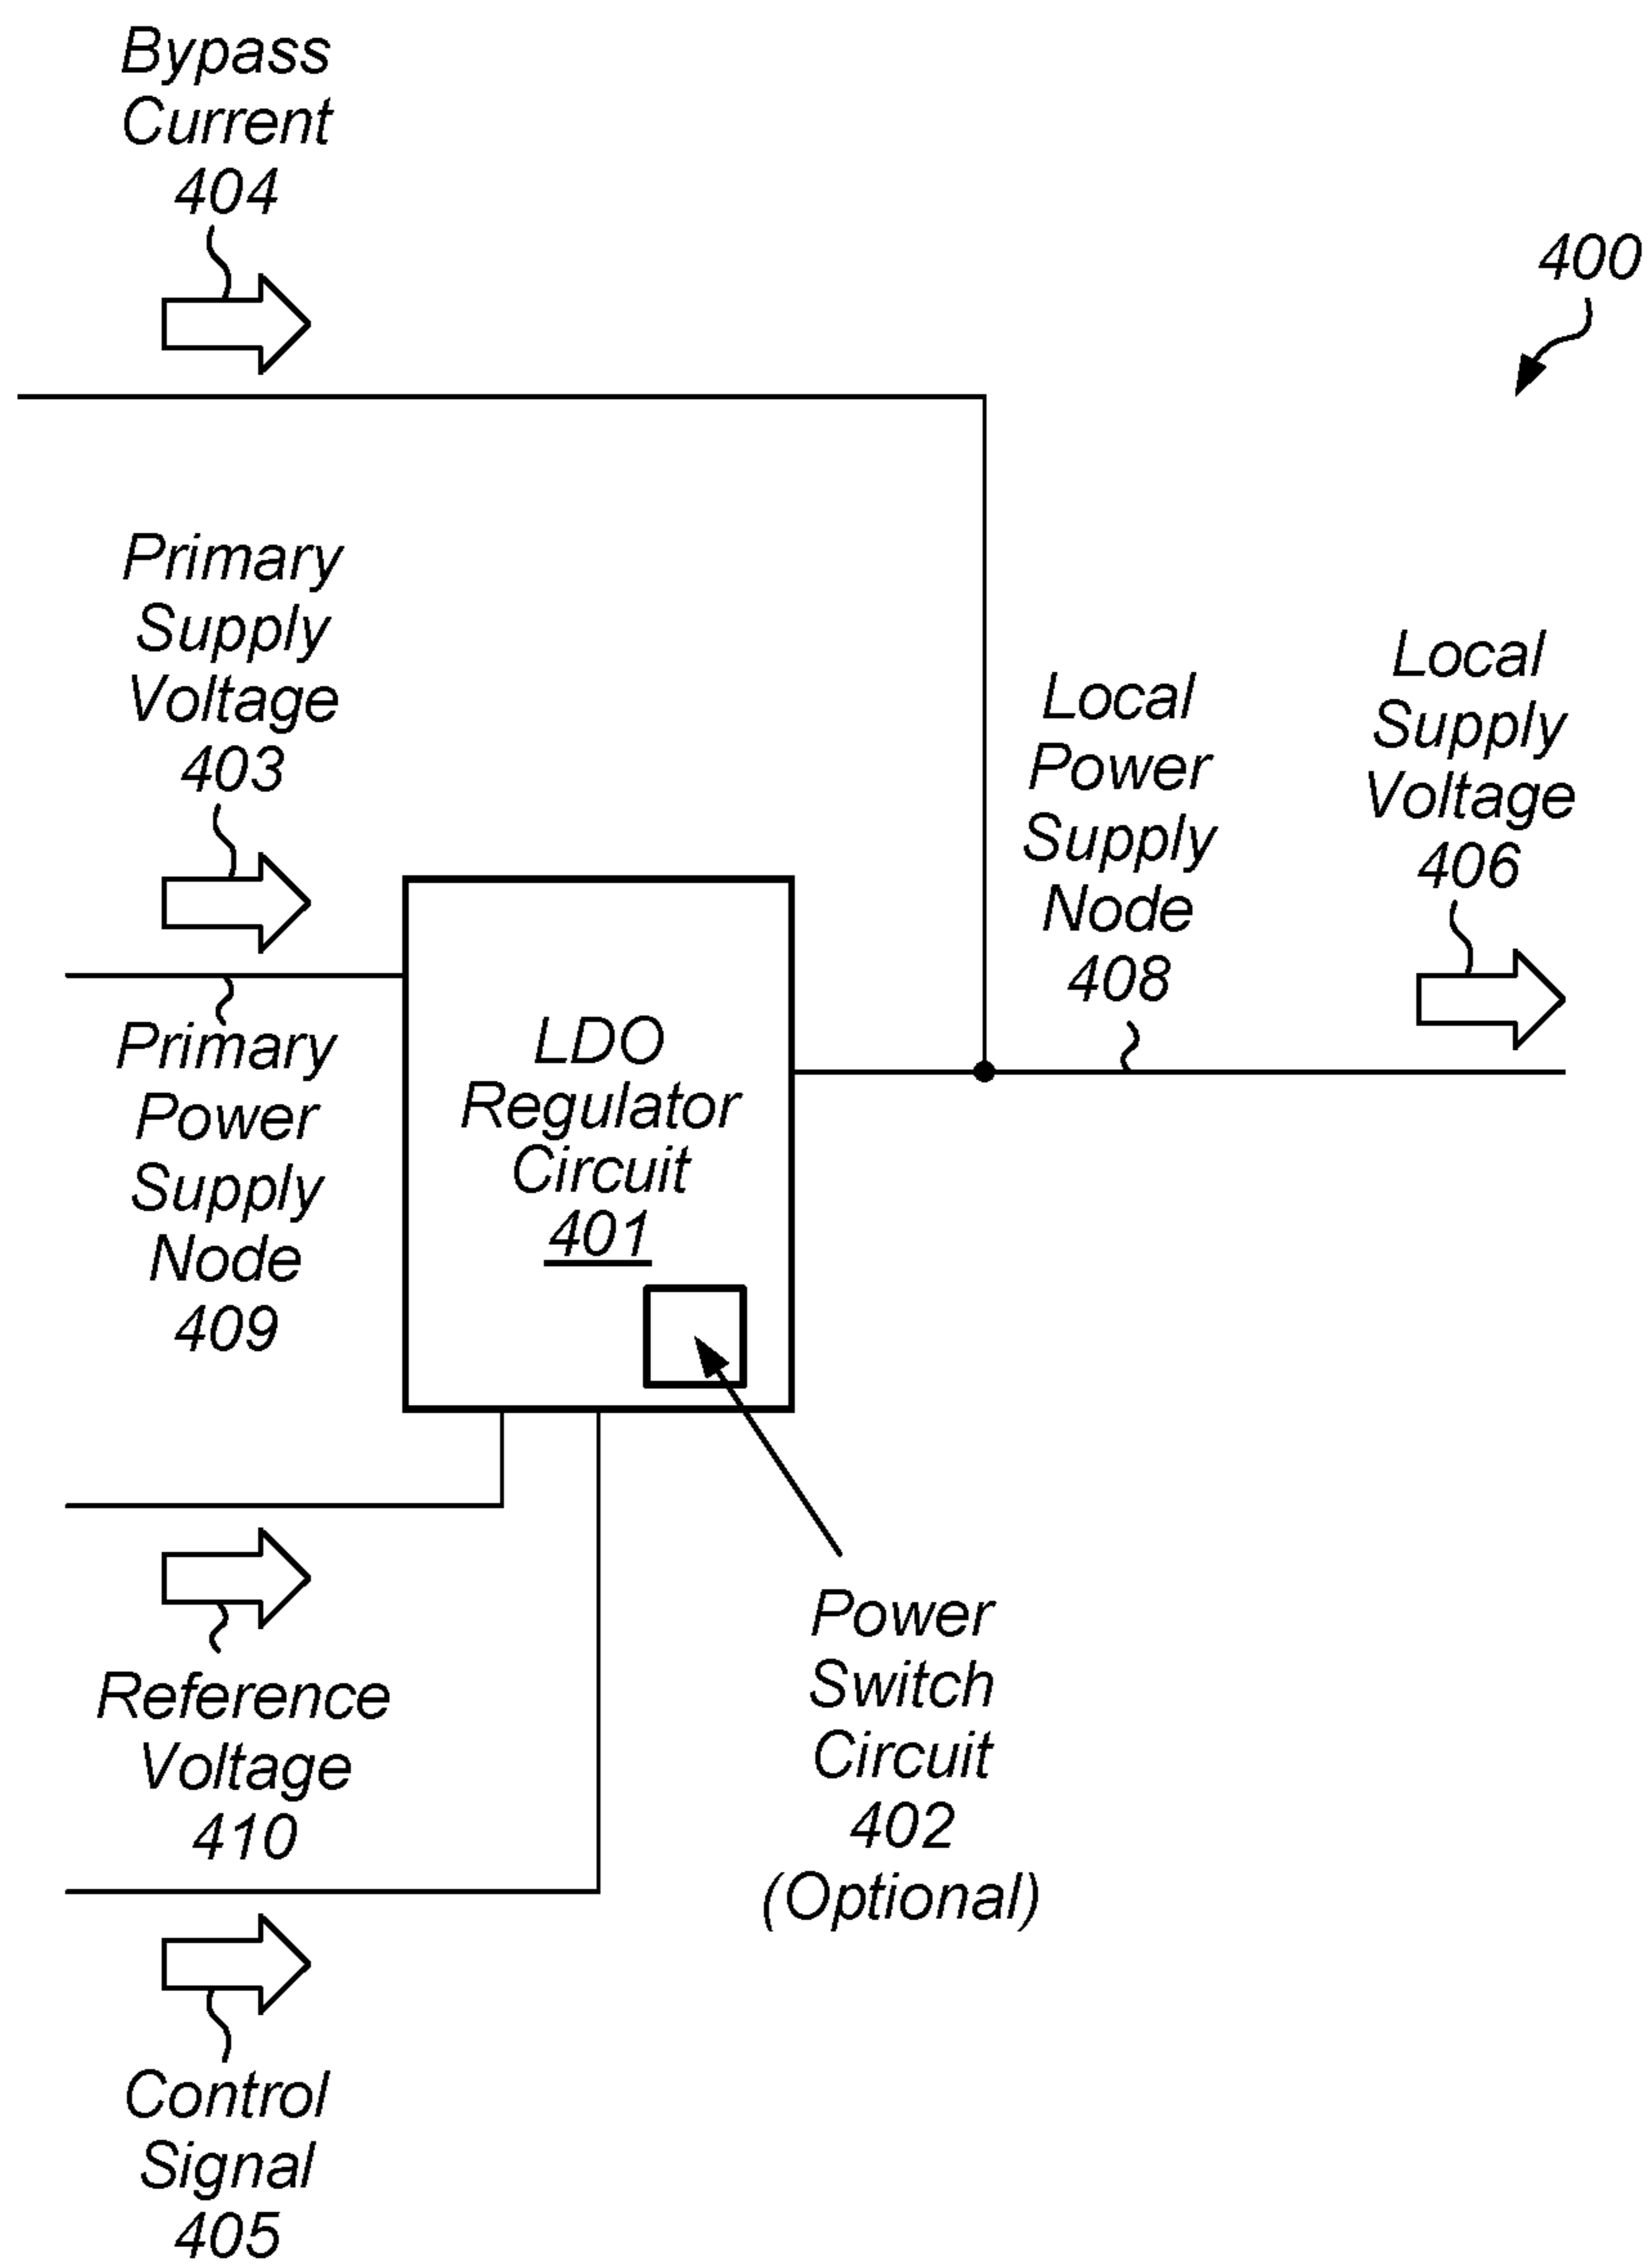 Bypass
Current
404
400
Primary
Supply
Voltage
403
Local
Supply
Voltage
406
Local
Power
Supply
Node
408
Primary
Power
Supply
Node
409
LDO
Regulator
Circuit
401
Power
Switch
Circuit
402
(Optional)
Reference
Voltage
410
Control
Signal
405